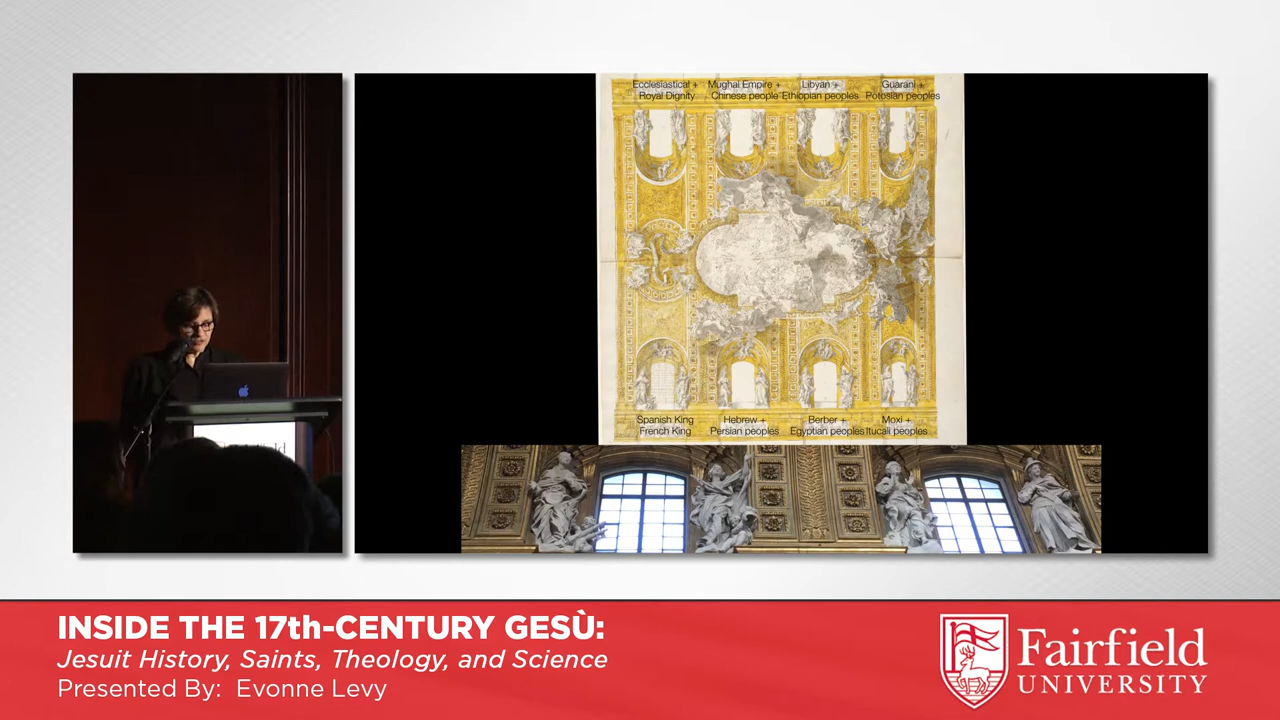 Ecclesiastical +
Royal Dignity
Mughal Empire +
Chinese people
Libyan +
Ethiopian peoples
Guarani +
Potosian peoples
Spanish King
French King
Hebrew +
Persian peoples
Berber +
Egyptian peoples
Moxi +
Itucali peoples
INSIDE THE 17th-CENTURY GESÙ:
Jesuit History, Saints, Theology, and Science
Presented By: Evonne Levy
Fairfield
UNIVERSITY